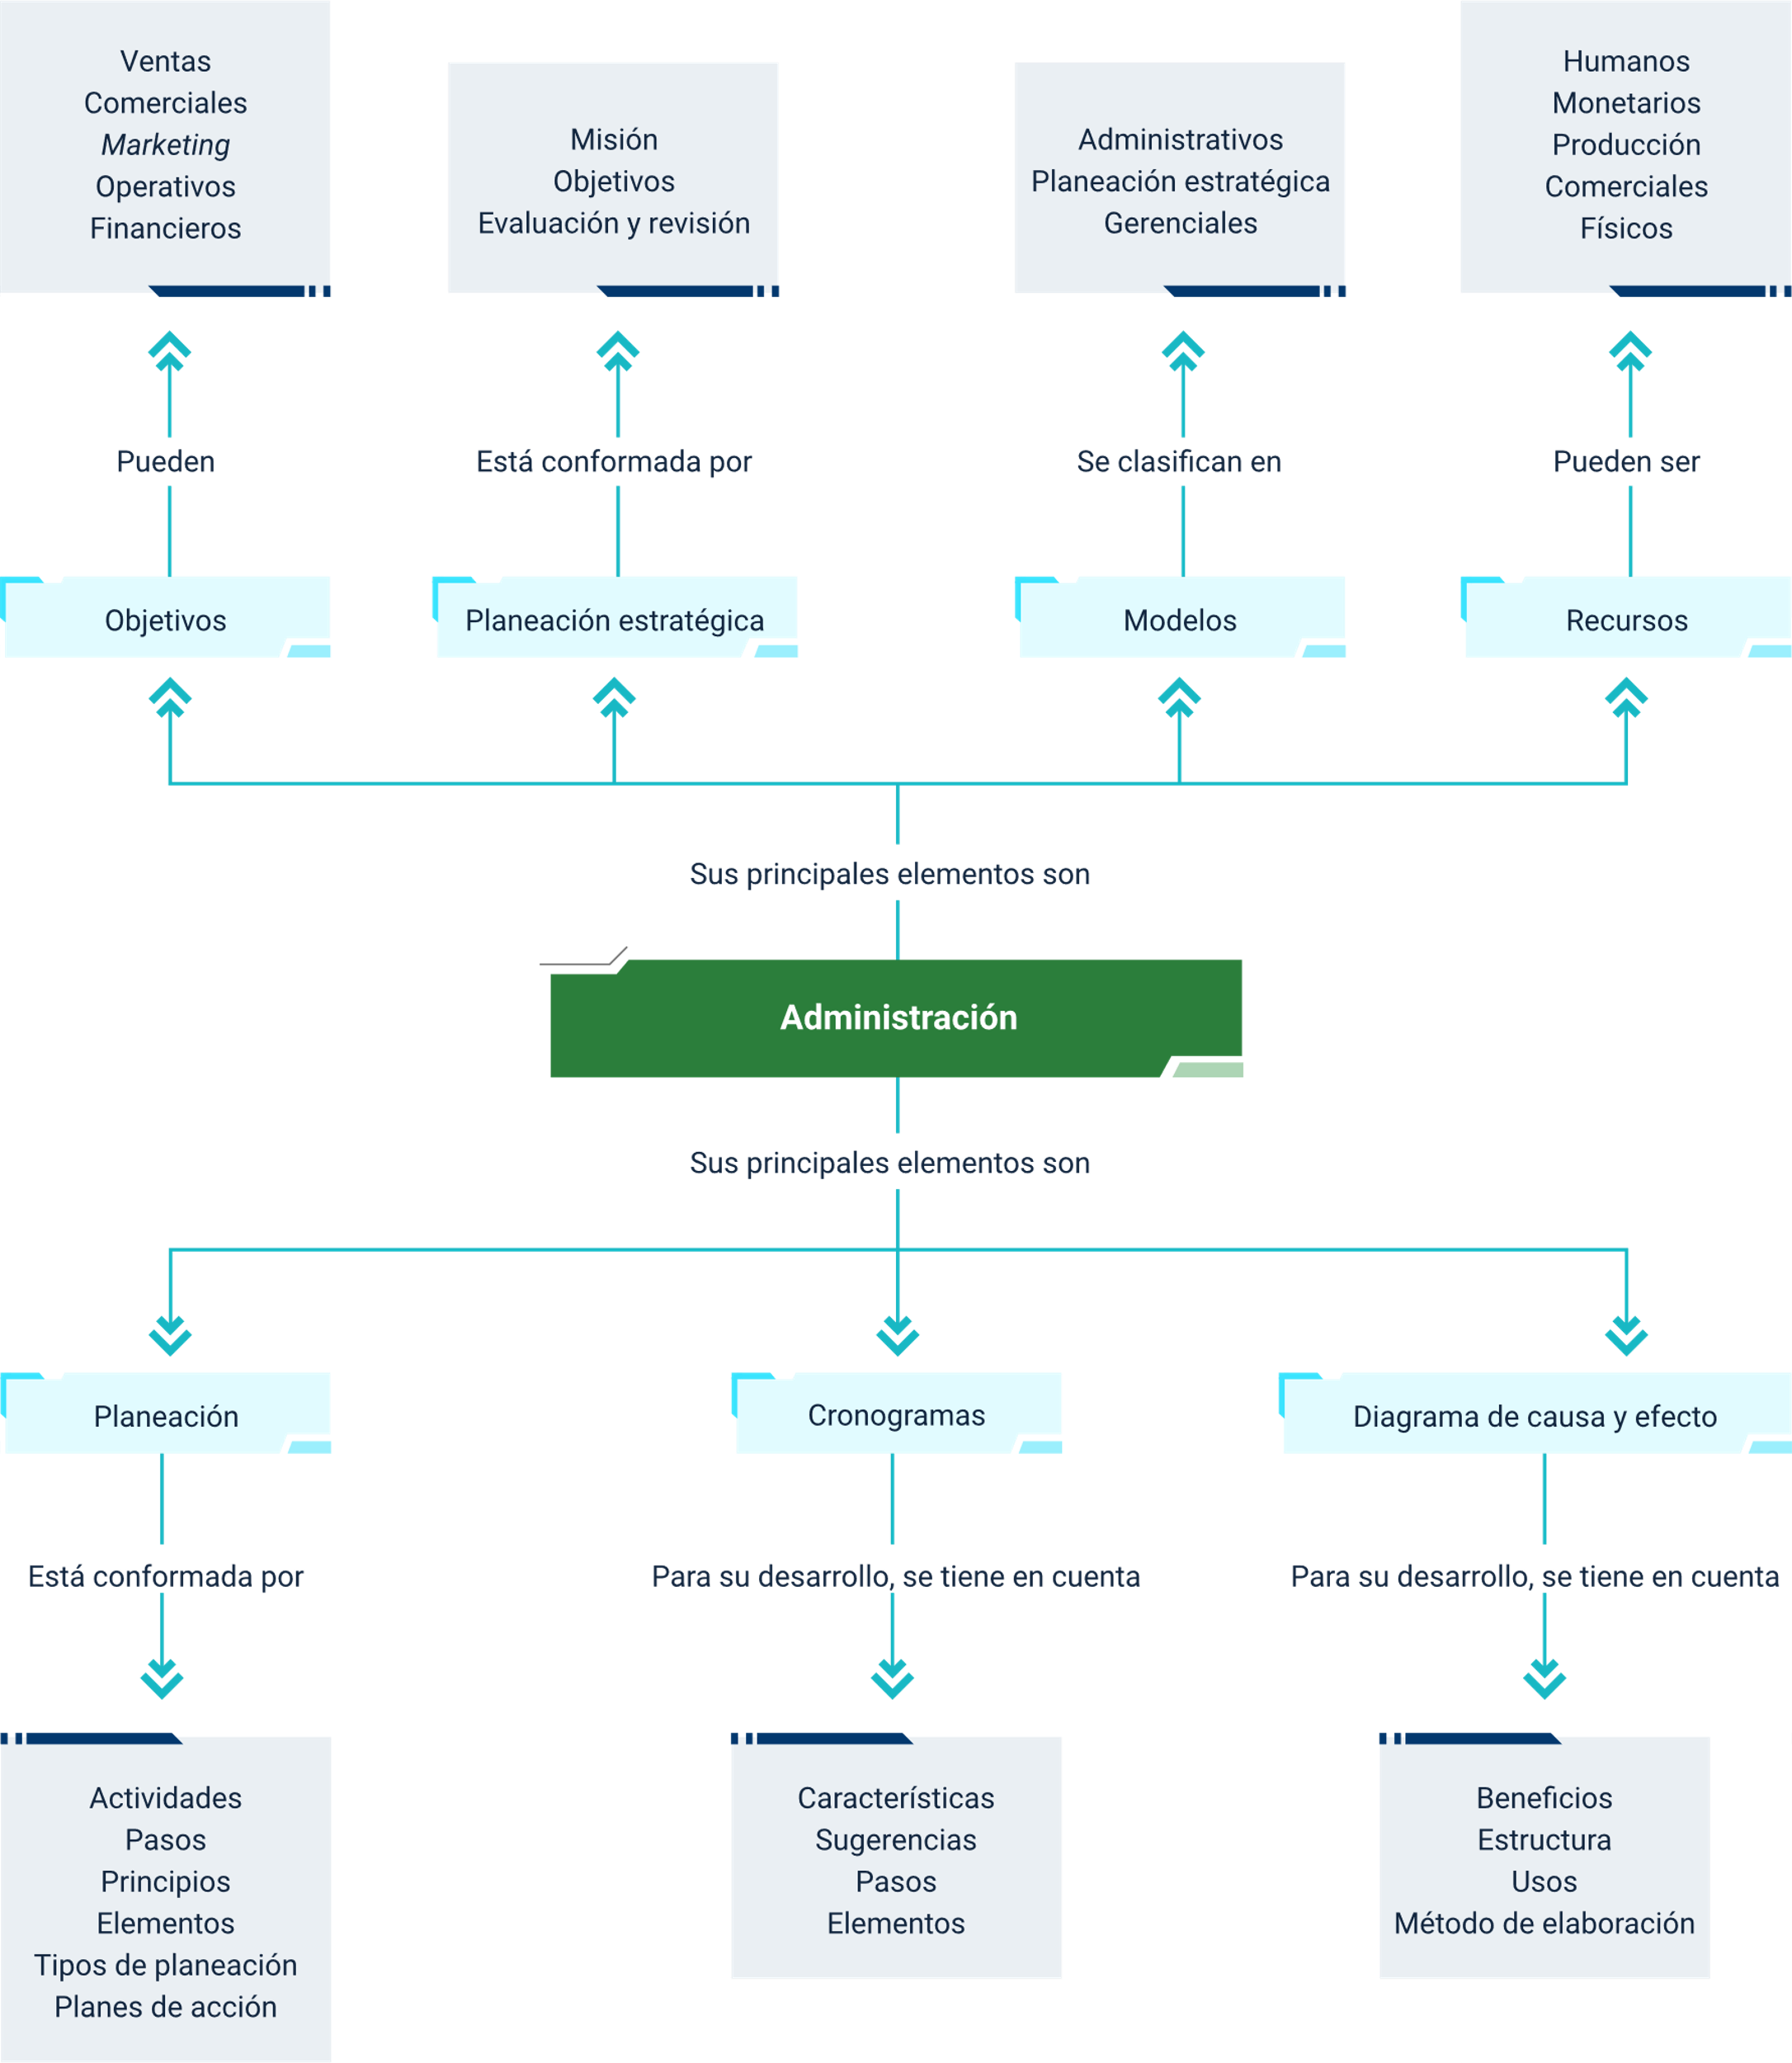 Ventas
Comerciales
Marketing
Operativos
Financieros
Misión
Objetivos
Evaluación y revisión
Administrativos
Planeación estratégica
Gerenciales
Humanos
Monetarios
Producción
Comerciales
Físicos
Pueden
Está conformada por
Se clasifican en
Pueden ser
Objetivos
Planeación estratégica
Modelos
Recursos
Sus principales elementos son
Administración
Sus principales elementos son
Planeación
Cronogramas
Diagrama de causa y efecto
Está conformada por
Para su desarrollo, se tiene en cuenta
Para su desarrollo, se tiene en cuenta
Actividades
Pasos
Principios
Elementos
Tipos de planeación
Planes de acción
Características
Sugerencias
Pasos
Elementos
Beneficios
Estructura
Usos
Método de elaboración